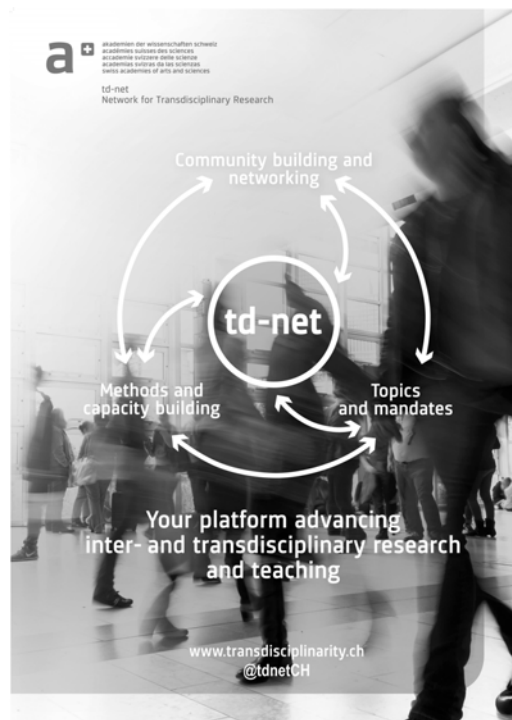 a+
akademien der wissenschaften schweiz
académies suisses des sciences
accademie svizzere delle scienze
academias svizras da las scienzas
swiss academies of arts and sciences
td-net
Network for Transdisciplinary Research
Community building and
networking
td-net
Methods and
capacity building
Topics
and mandates
Your platform advancing
inter- and transdisciplinary research
and teaching
www.transdisciplinarity.ch
@tdnetCH